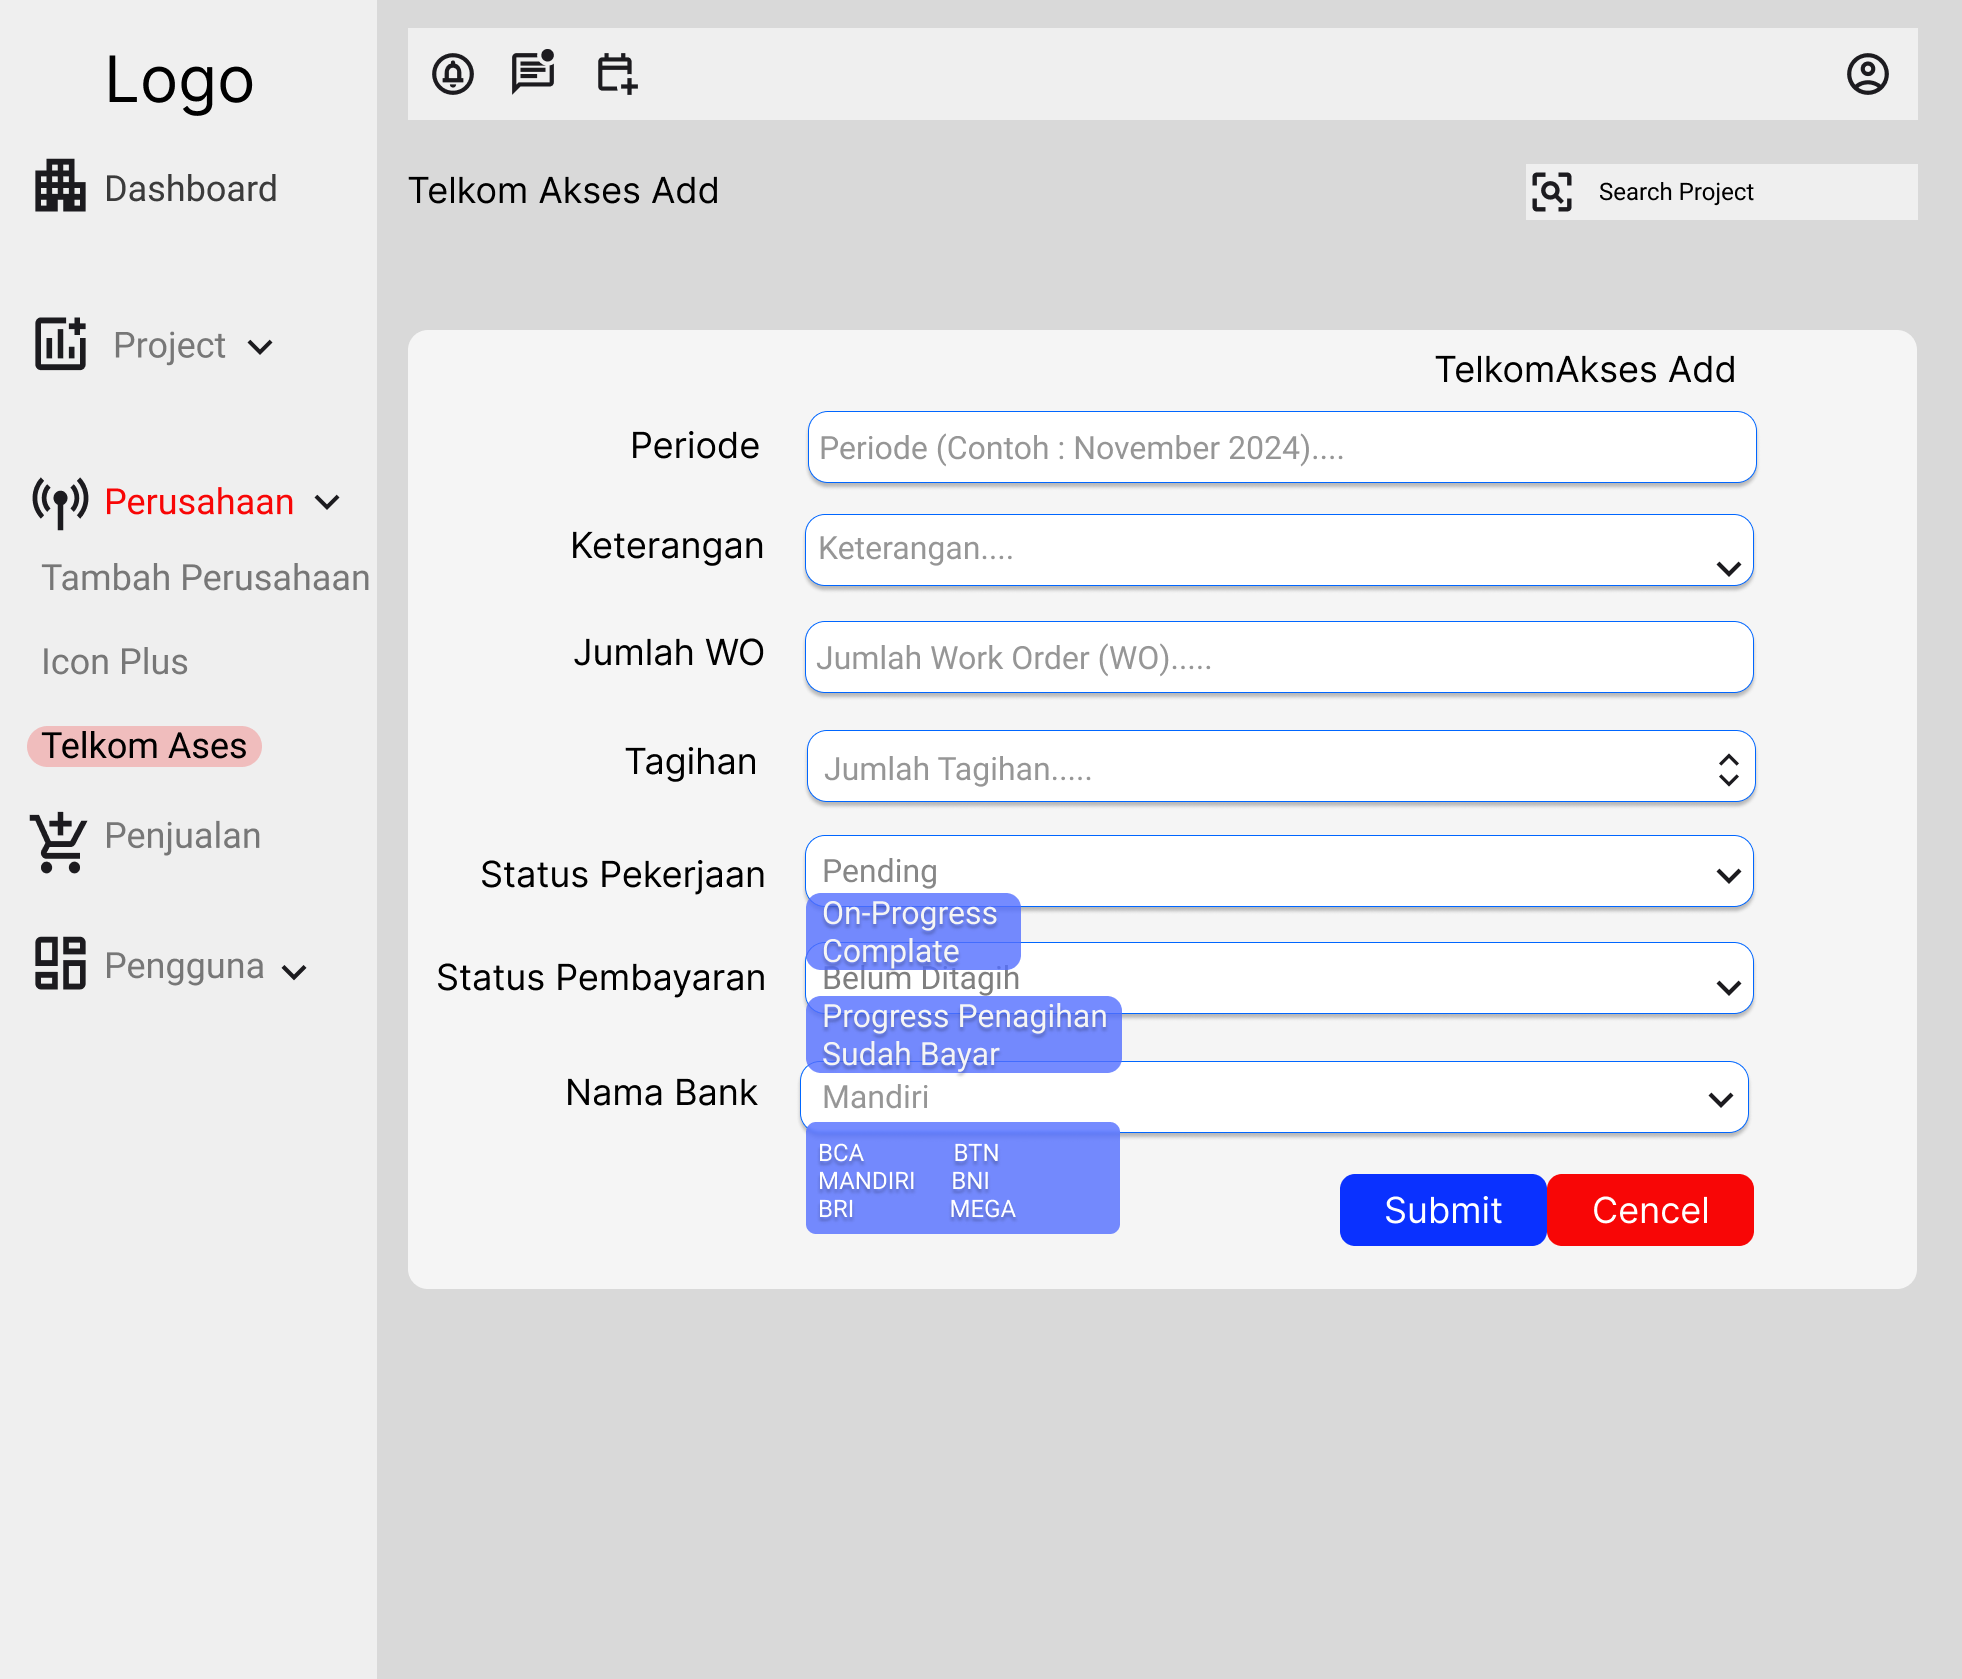 Logo
Dashboard
Project
Perusahaan
Tambah Perusahaan
Icon Plus
Telkom Ases
Penjualan
Pengguna
Telkom Akses Add
Search Project
TelkomAkses Add
Periode
Periode (Contoh : November 2024)....
Keterangan
Keterangan....
Jumlah WO
Jumlah Work Order (WO).....
Tagihan
Jumlah Tagihan.....
Status Pekerjaan
Pending
On-Progress
Complate
Status Pembayaran
Belum Ditagih
Progress Penagihan
Sudah Bayar
Nama Bank
Mandiri
BCA BTN
MANDIRI BNI
BRI MEGA
Submit Cencel